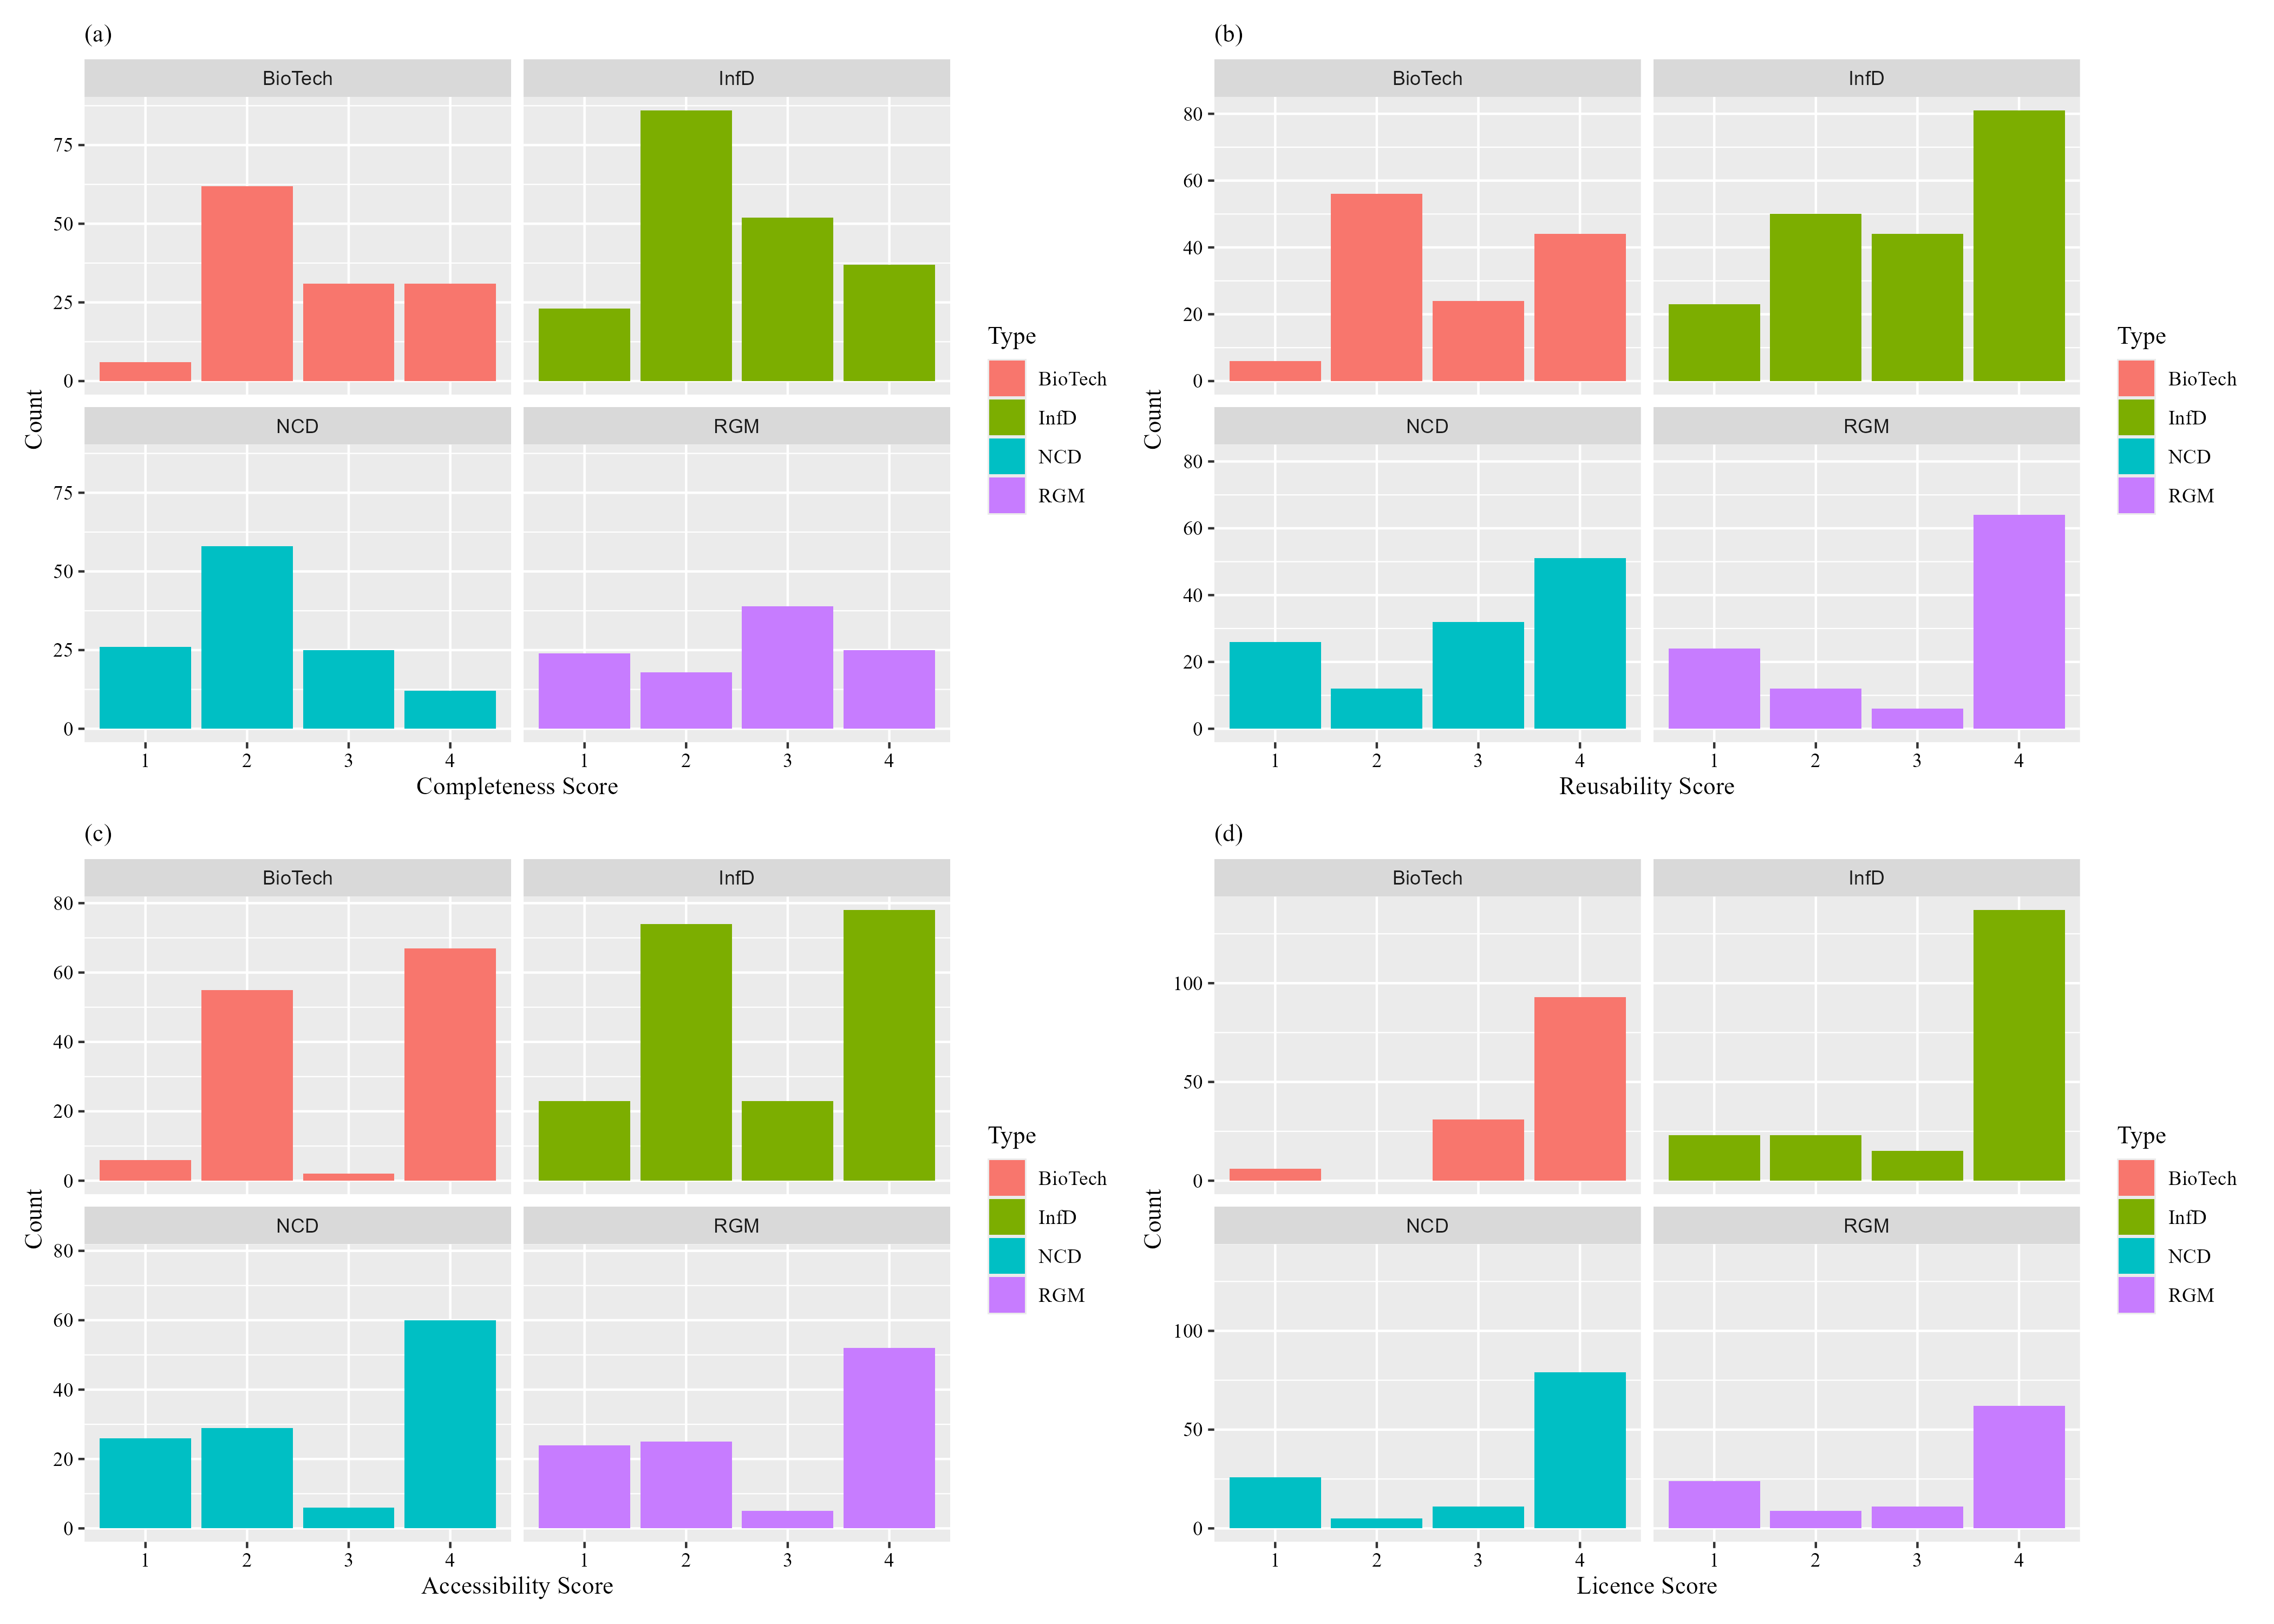 (a)
BioTech InfD
75
50
25
0
NCD RGM
75
50
25
0
1 2 3 4 1 2 3 4
Count
Completeness Score
Type
BioTech
InfD
NCD
RGM
(b)
BioTech InfD
80
60
40
20
0
NCD RGM
80
60
40
20
0
1 2 3 4 1 2 3 4
Count
Reusability Score
Type
BioTech
InfD
NCD
RGM
(c)
BioTech InfD
80
60
40
20
0
NCD RGM
80
60
40
20
0
1 2 3 4 1 2 3 4
Count
Accessibility Score
Type
BioTech
InfD
NCD
RGM
(d)
BioTech InfD
100
50
0
NCD RGM
100
50
0
1 2 3 4 1 2 3 4
Count
Licence Score
Type
BioTech
InfD
NCD
RGM